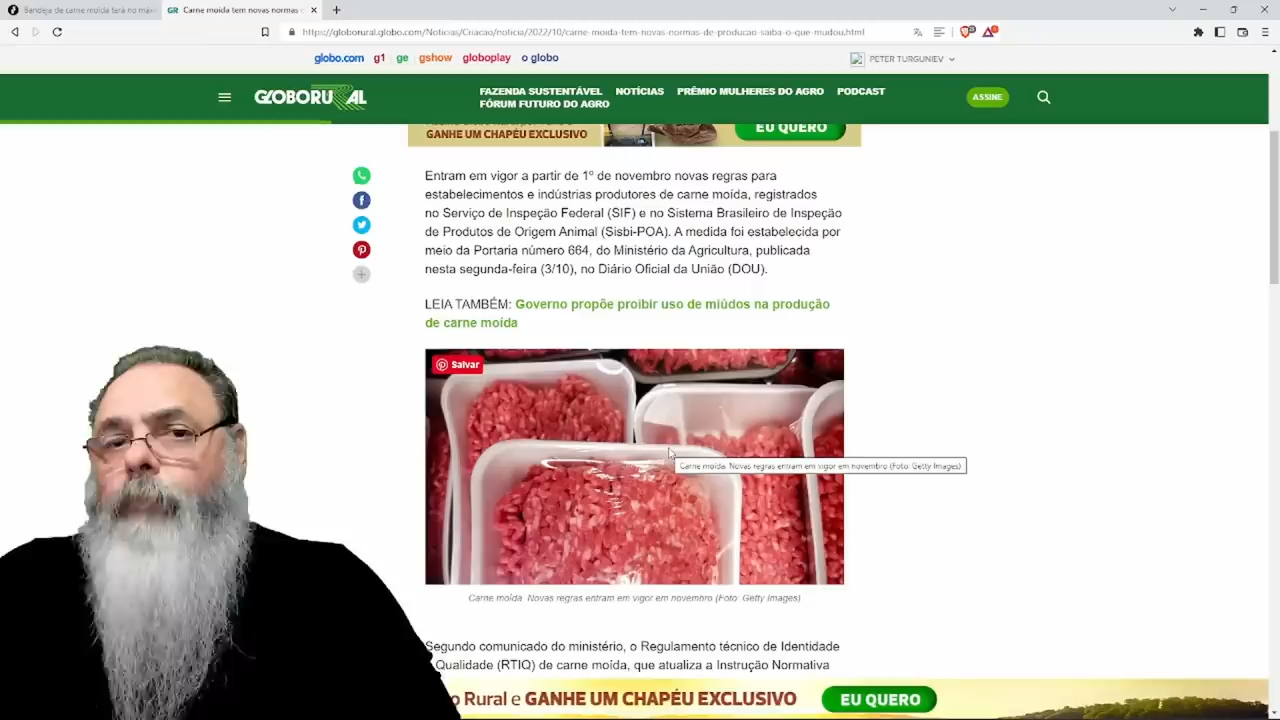 Bandeja de carne moída terá no máxi
GR Carne moída tem novas normas
https://globorural.globo.com/Noticias/Criacao/noticia/2022/10/carne-moida-tem-novas-normas-de-producao-saiba-o-que-mudou.html
globo.com g1 ge gshow globoplay o globo
PETER TURGUNIEV
GLOBORURAL
FAZENDA SUSTENTÁVEL NOTÍCIAS PRÊMIO MULHERES DO AGRO PODCAST
FÓRUM FUTURO DO AGRO
ASSINE
GANHE UM CHAPÉU EXCLUSIVO
EU QUERO
Entram em vigor a partir de 1º de novembro novas regras para
estabelecimentos e indústrias produtores de carne moída, registrados
no Serviço de Inspeção Federal (SIF) e no Sistema Brasileiro de Inspeção
de Produtos de Origem Animal (Sisbi-POA). A medida foi estabelecida por
meio da Portaria número 664, do Ministério da Agricultura, publicada
nesta segunda-feira (3/10), no Diário Oficial da União (DOU).
LEIA TAMBÉM: Governo propõe proibir uso de miúdos na produção
de carne moída
Salvar
Carne moída. Novas regras entram em vigor em novembro (Foto: Getty Images)
Carne moída. Novas regras entram em vigor em novembro (Foto: Getty Images)
Segundo comunicado do ministério, o Regulamento técnico de Identidade
Qualidade (RTIQ) de carne moída, que atualiza a Instrução Normativa
o Rural e GANHE UM CHAPÉU EXCLUSIVO
EU QUERO